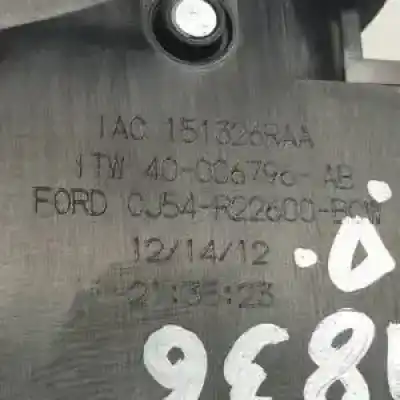 IAC 151326RAA
ITW 40-006796-AB
FORD CJ54-R22600-BCW
12/14/12
21:35:23